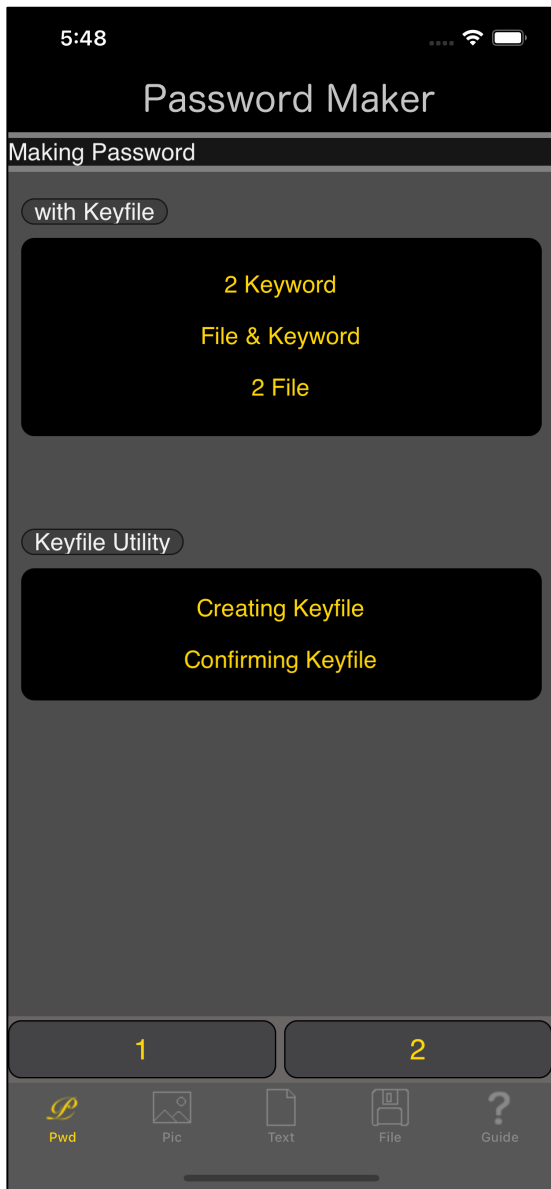 5:48
Password Maker
Making Password
with Keyfile
2 Keyword
File & Keyword
2 File
Keyfile Utility
Creating Keyfile
Confirming Keyfile
1 2
Pwd Pic Text File Guide